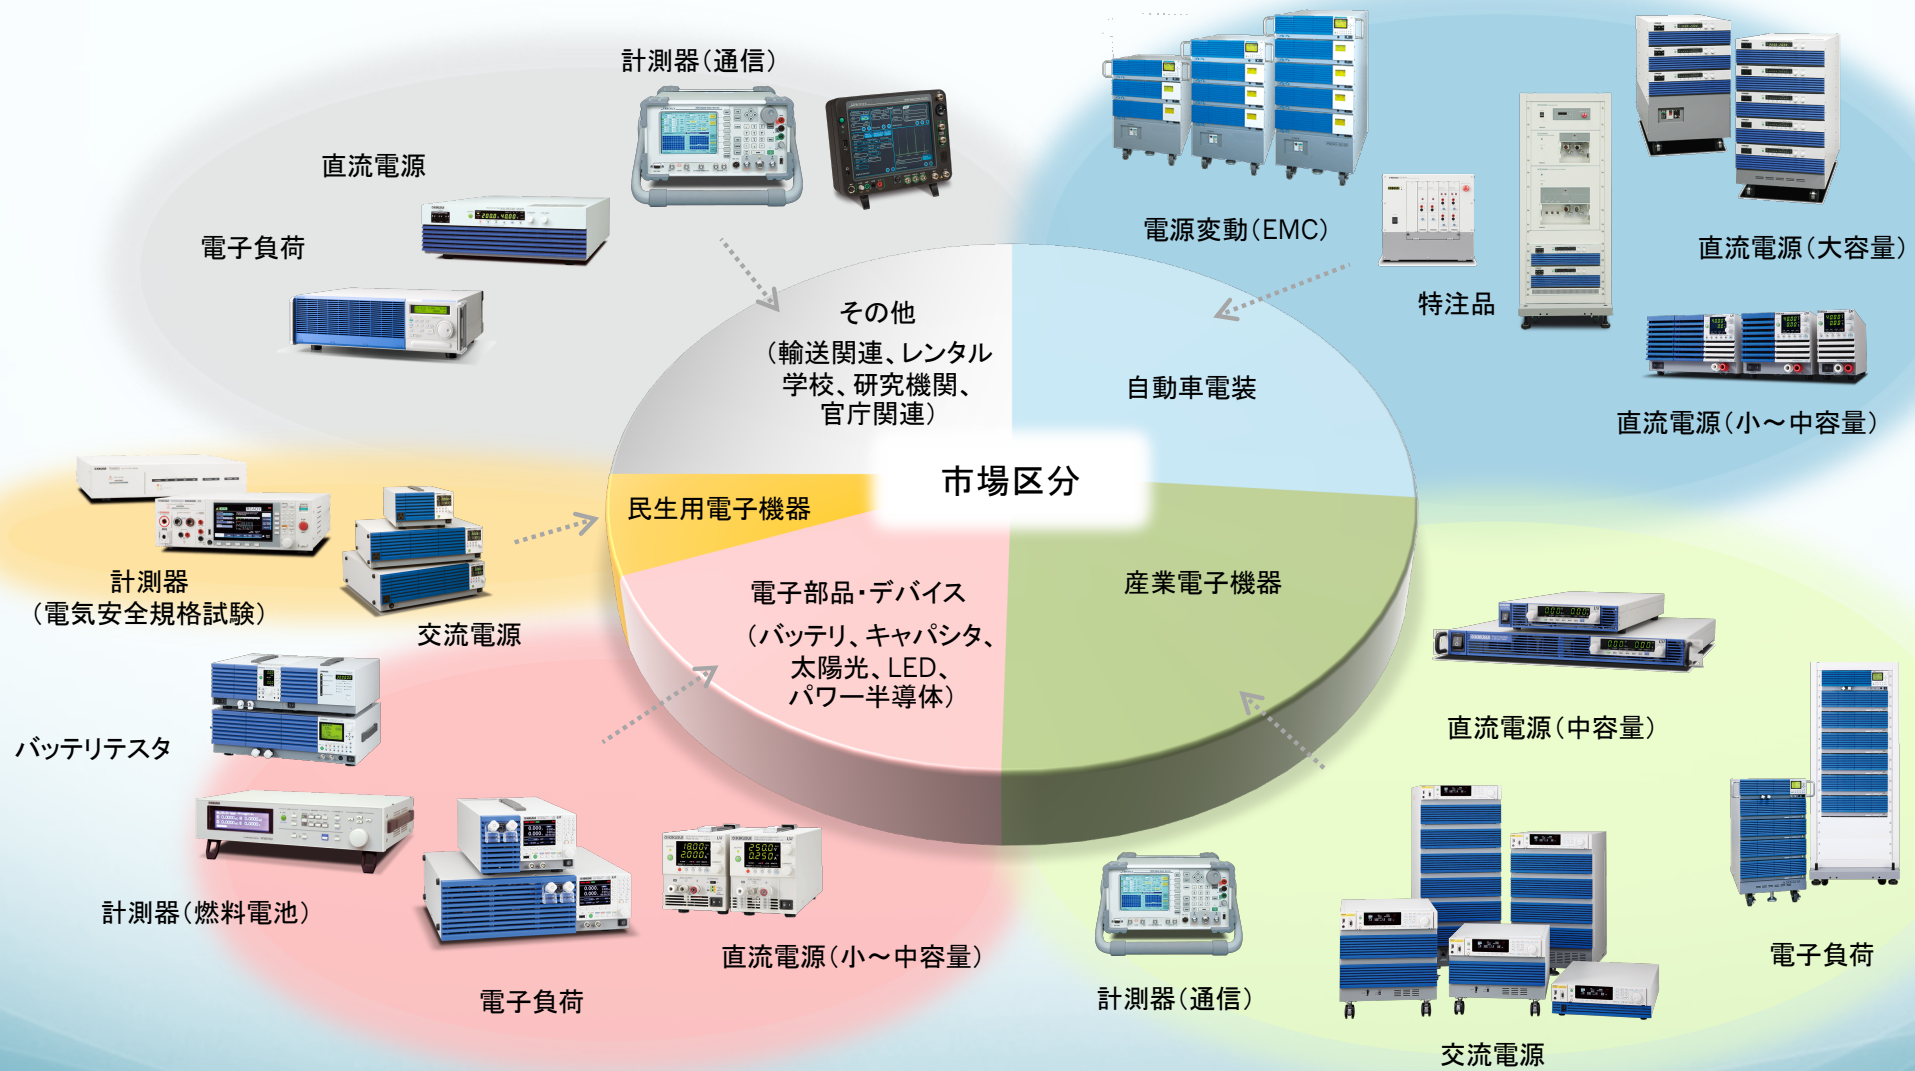 計測器（通信）
直流電源
電子負荷
電源変動（EMC）
特注品
直流電源（大容量）
直流電源（小～中容量）
その他
（輸送関連、レンタル
学校、研究機関、
官庁関連）
自動車電装
市場区分
民生用電子機器
産業電子機器
電子部品・デバイス
（バッテリ、キャパシタ、
太陽光、LED、
パワー半導体）
計測器
（電気安全規格試験）
交流電源
バッテリテスタ
計測器（燃料電池）
電子負荷
直流電源（小～中容量）
直流電源（中容量）
計測器（通信）
交流電源
電子負荷